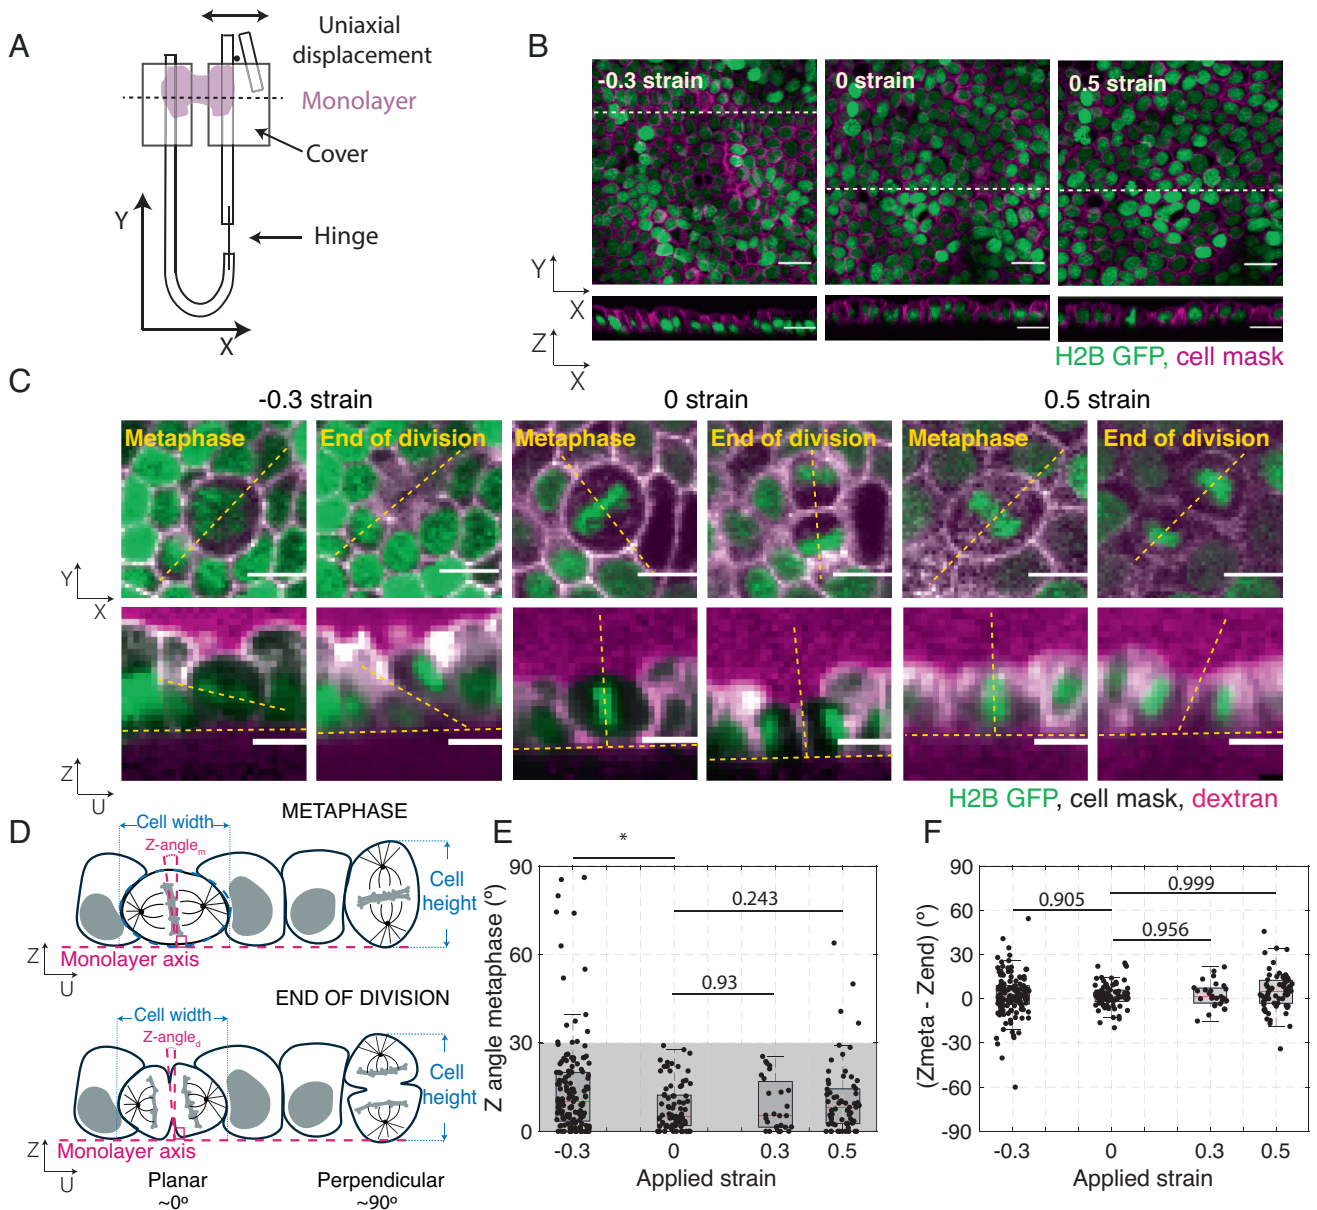 A
Uniaxial
displacement
Monolayer
Cover
Hinge
Y
X
B
-0.3 strain
0 strain
0.5 strain
Y
X
Z
X
H2B GFP, cell mask
C
-0.3 strain
0 strain
0.5 strain
Metaphase
End of division
Metaphase
End of division
Metaphase
End of division
Y
X
Z
U
H2B GFP, cell mask, dextran
D
METAPHASE
Cell width
Z-anglem
Cell
height
Z
Monolayer axis
U
END OF DIVISION
Cell width
Z-angled
Cell
height
Z
Monolayer axis
U
Planar
~0º
Perpendicular
~90º
E
*
0.243
0.93
Z angle metaphase (º)
90
60
30
0
-0.3
0
0.3
0.5
Applied strain
F
0.999
0.905
0.956
(Zmeta - Zend) (º)
90
60
30
0
-30
-60
-90
-0.3
0
0.3
0.5
Applied strain